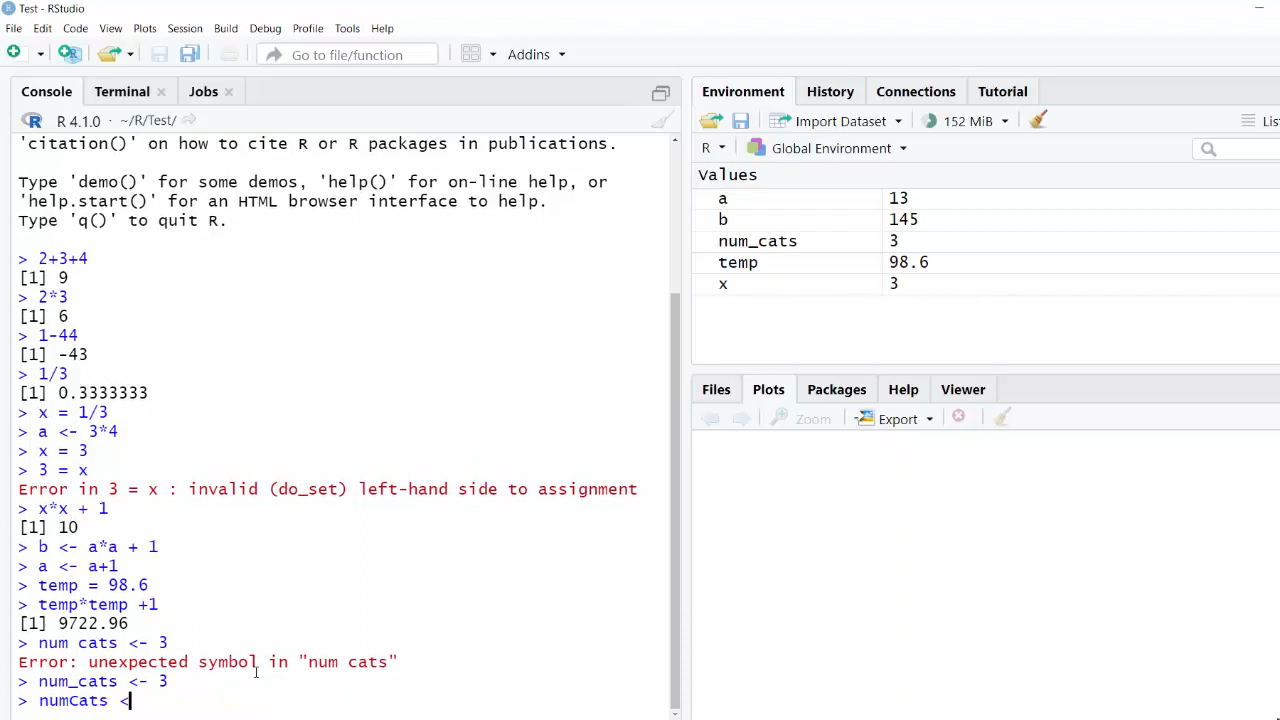 Test - RStudio
File Edit Code View Plots Session Build Debug Profile Tools Help
Go to file/function Addins
Console Terminal Jobs
R 4.1.0 · ~/R/Test/
'citation()' on how to cite R or R packages in publications.
Type 'demo()' for some demos, 'help()' for on-line help, or
'help.start()' for an HTML browser interface to help.
Type 'q()' to quit R.
> 2+3+4
[1] 9
> 2*3
[1] 6
> 1-44
[1] -43
> 1/3
[1] 0.3333333
> x = 1/3
> a <- 3*4
> x = 3
> 3 = x
Error in 3 = x : invalid (do_set) left-hand side to assignment
> x*x + 1
[1] 10
> b <- a*a + 1
> a <- a+1
> temp = 98.6
> temp*temp +1
[1] 9722.96
> num cats <- 3
Error: unexpected symbol in "num cats"
> num_cats <- 3
> numCats <
Environment History Connections Tutorial
Import Dataset 152 MiB Lis
R Global Environment
Values
a 13
b 145
num_cats 3
temp 98.6
x 3
Files Plots Packages Help Viewer
Zoom Export